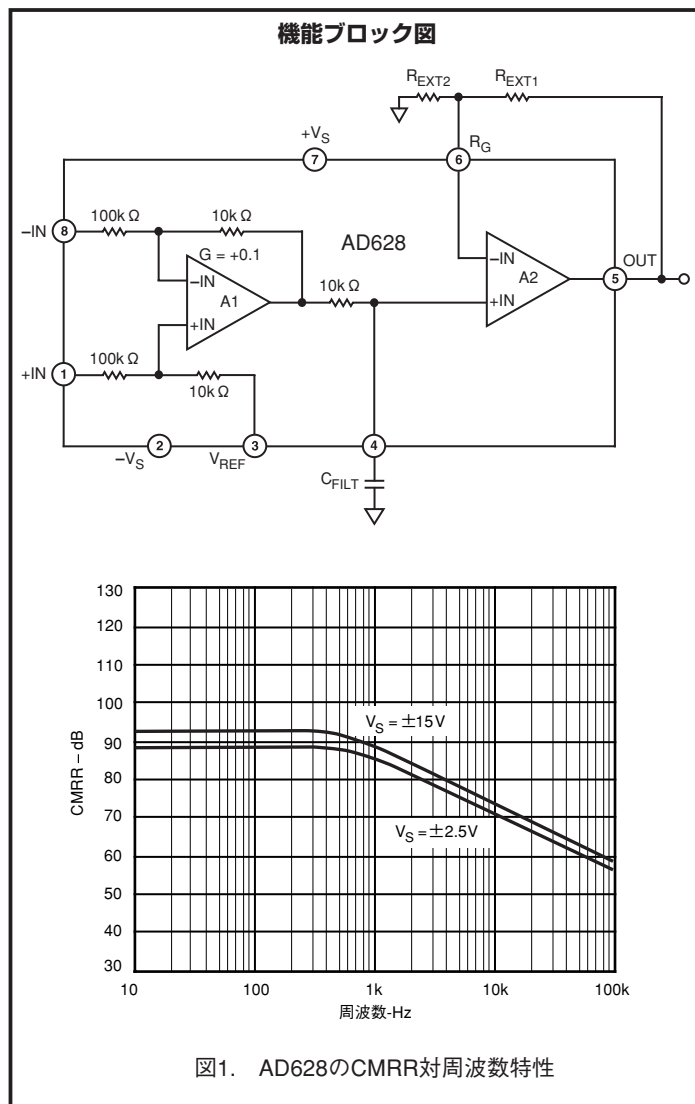 機能ブロック図
R_EXT2
R_EXT1
+V_S
7
6
R_G
–IN
8
100kΩ
10kΩ
AD628
G = +0.1
–IN
A1
+IN
10kΩ
–IN
A2
+IN
OUT
5
+IN
1
100kΩ
10kΩ
2
–V_S
3
V_REF
4
C_FILT
130
120
110
100
90
80
70
60
50
40
30
CMRR – dB
V_S = ±15V
V_S = ±2.5V
10
100
1k
10k
100k
周波数-Hz
図1. AD628のCMRR対周波数特性